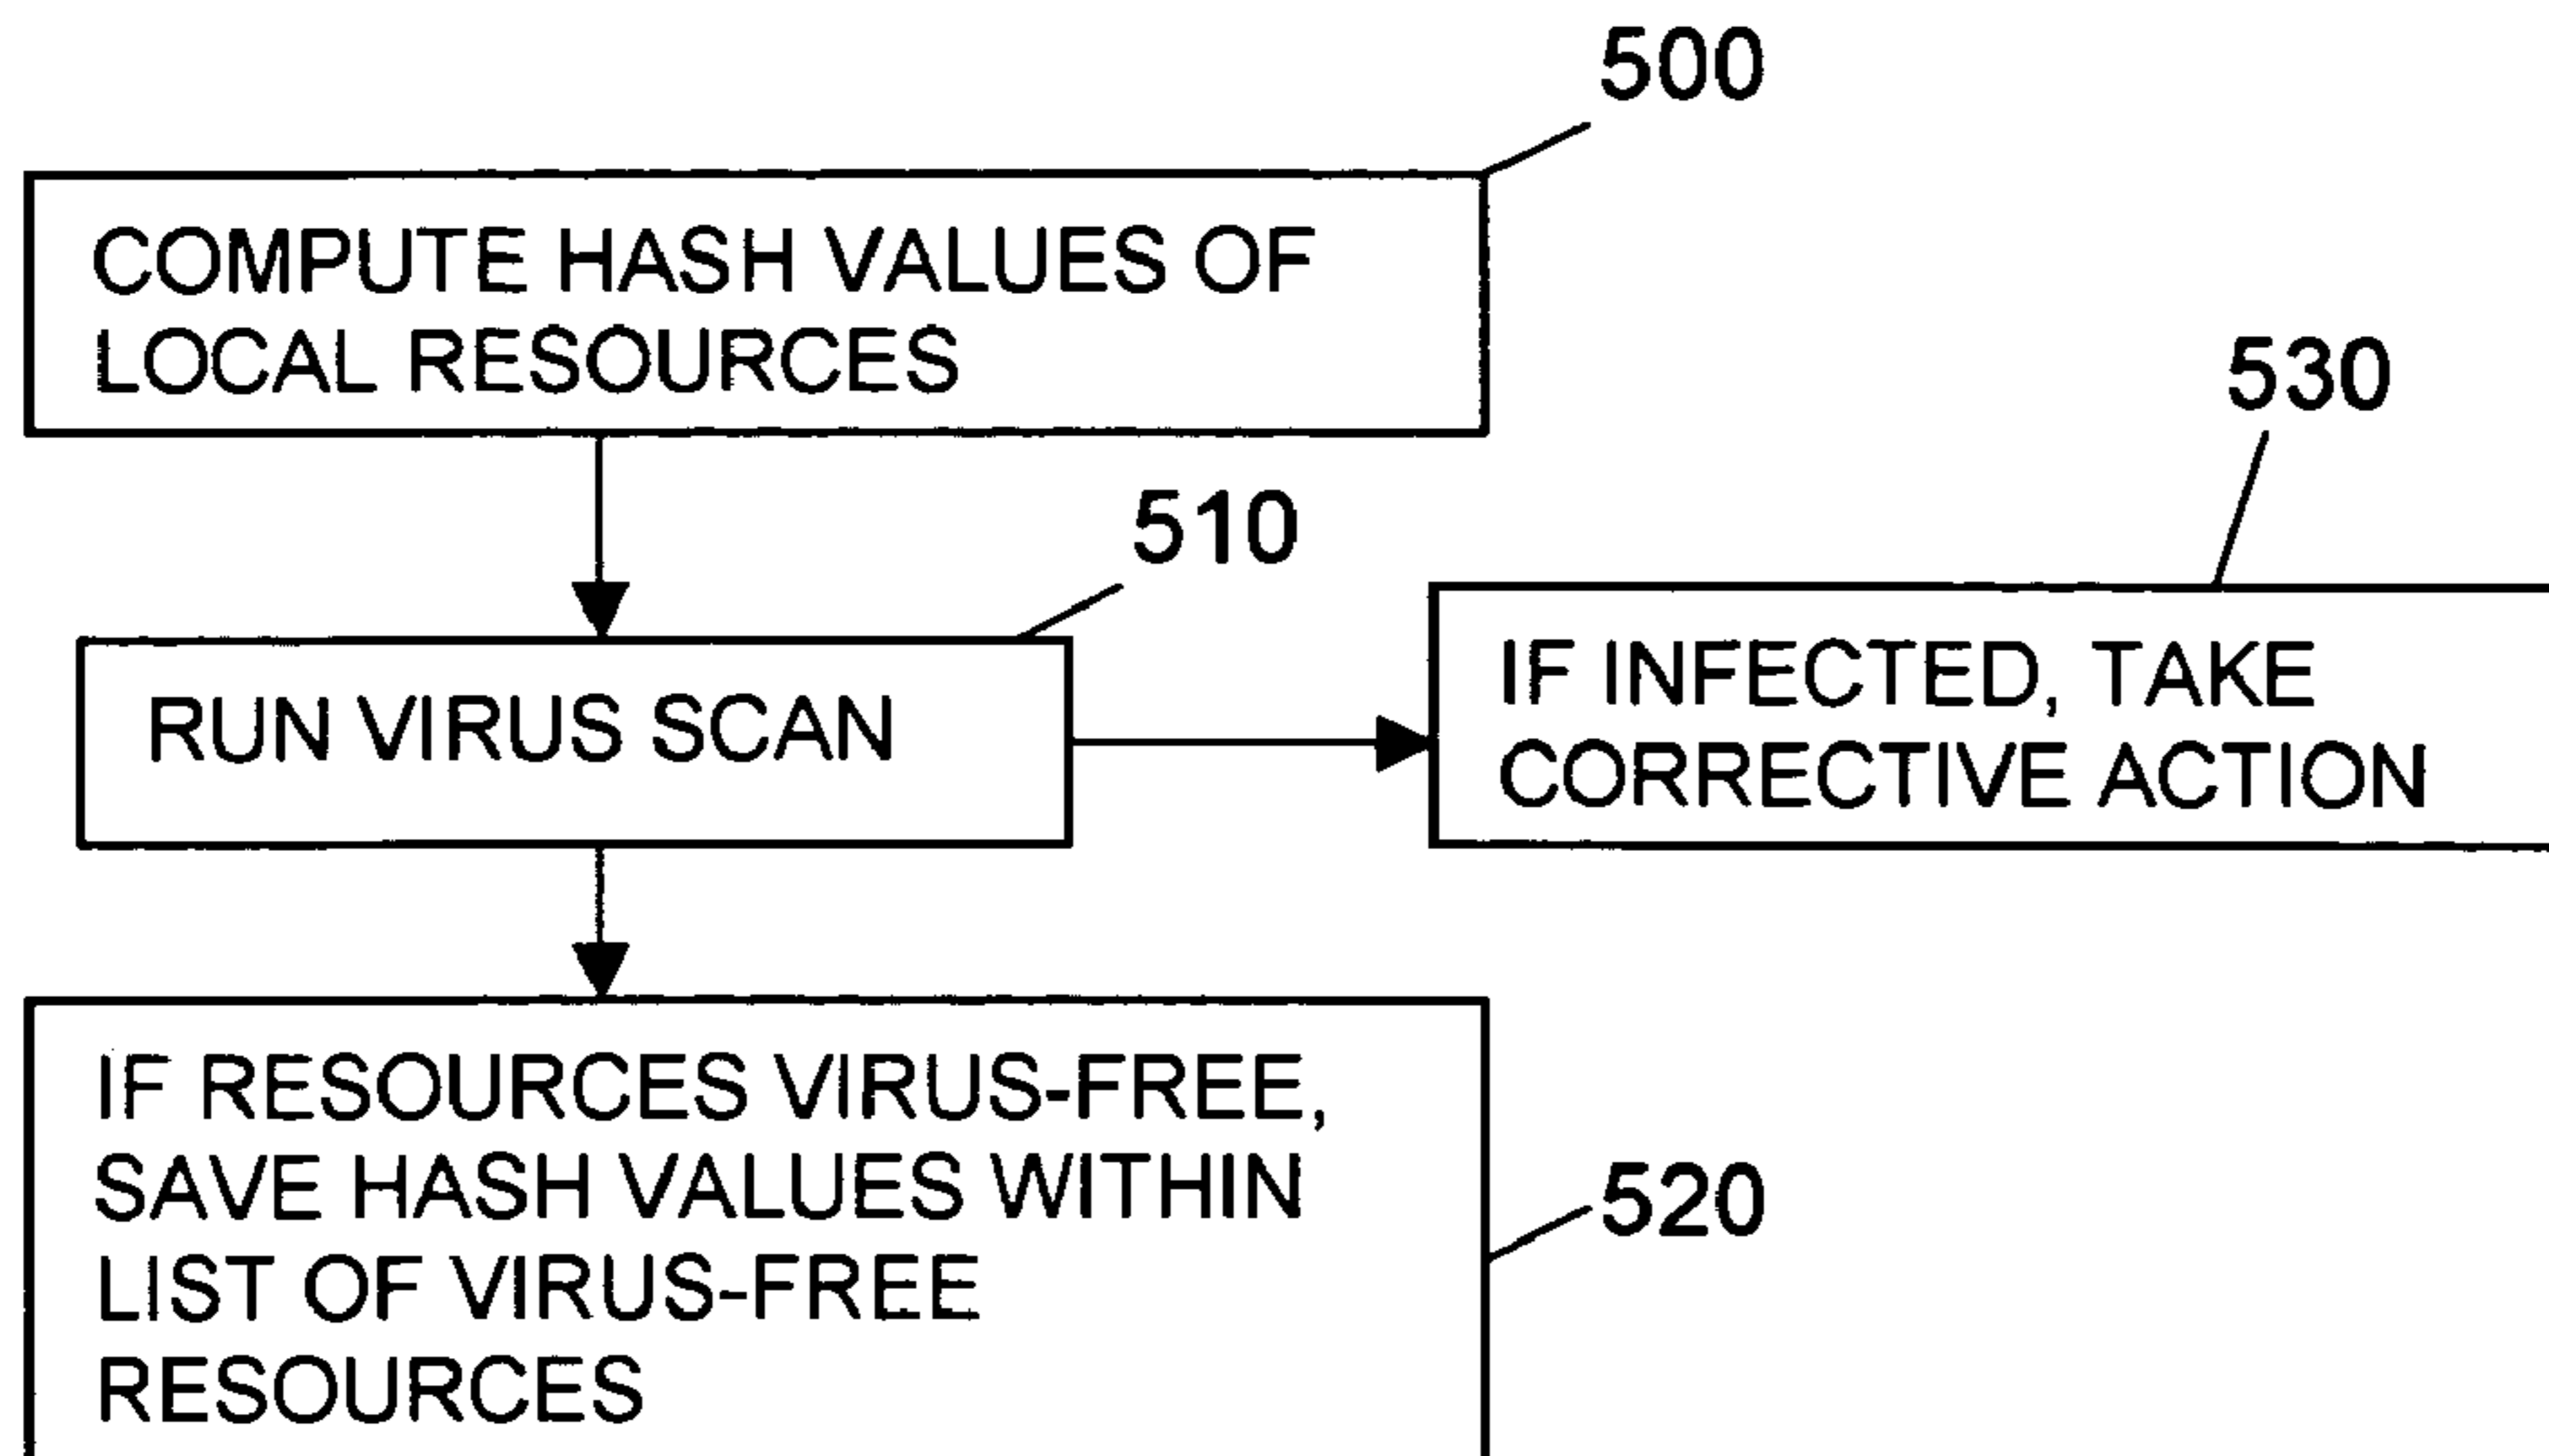 500
COMPUTE HASH VALUES OF
LOCAL RESOURCES
530
510
RUN VIRUS SCAN
IF INFECTED, TAKE
CORRECTIVE ACTION
IF RESOURCES VIRUS-FREE,
SAVE HASH VALUES WITHIN
LIST OF VIRUS-FREE
RESOURCES
520